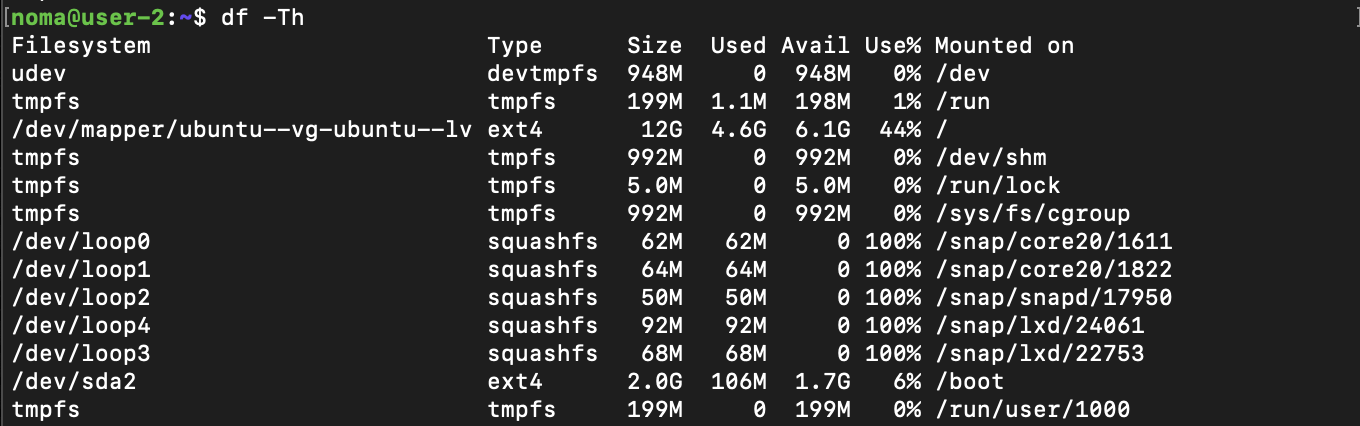 [noma@user-2:~$ df -Th ]
Filesystem Type Size Used Avail Use% Mounted on
udev devtmpfs 948M 0 948M 0% /dev
tmpfs tmpfs 199M 1.1M 198M 1% /run
/dev/mapper/ubuntu--vg-ubuntu--lv ext4 12G 4.6G 6.1G 44% /
tmpfs tmpfs 992M 0 992M 0% /dev/shm
tmpfs tmpfs 5.0M 0 5.0M 0% /run/lock
tmpfs tmpfs 992M 0 992M 0% /sys/fs/cgroup
/dev/loop0 squashfs 62M 62M 0 100% /snap/core20/1611
/dev/loop1 squashfs 64M 64M 0 100% /snap/core20/1822
/dev/loop2 squashfs 50M 50M 0 100% /snap/snapd/17950
/dev/loop4 squashfs 92M 92M 0 100% /snap/lxd/24061
/dev/loop3 squashfs 68M 68M 0 100% /snap/lxd/22753
/dev/sda2 ext4 2.0G 106M 1.7G 6% /boot
tmpfs tmpfs 199M 0 199M 0% /run/user/1000